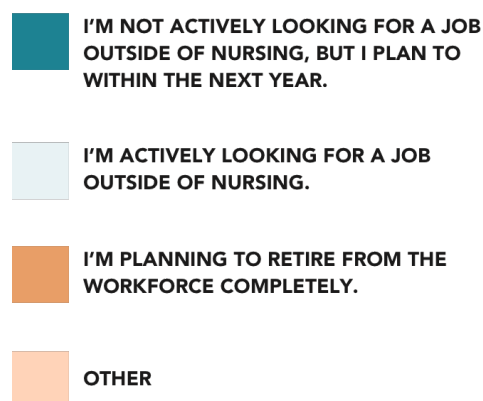 I’M NOT ACTIVELY LOOKING FOR A JOB
OUTSIDE OF NURSING, BUT I PLAN TO
WITHIN THE NEXT YEAR.
I’M ACTIVELY LOOKING FOR A JOB
OUTSIDE OF NURSING.
I’M PLANNING TO RETIRE FROM THE
WORKFORCE COMPLETELY.
OTHER